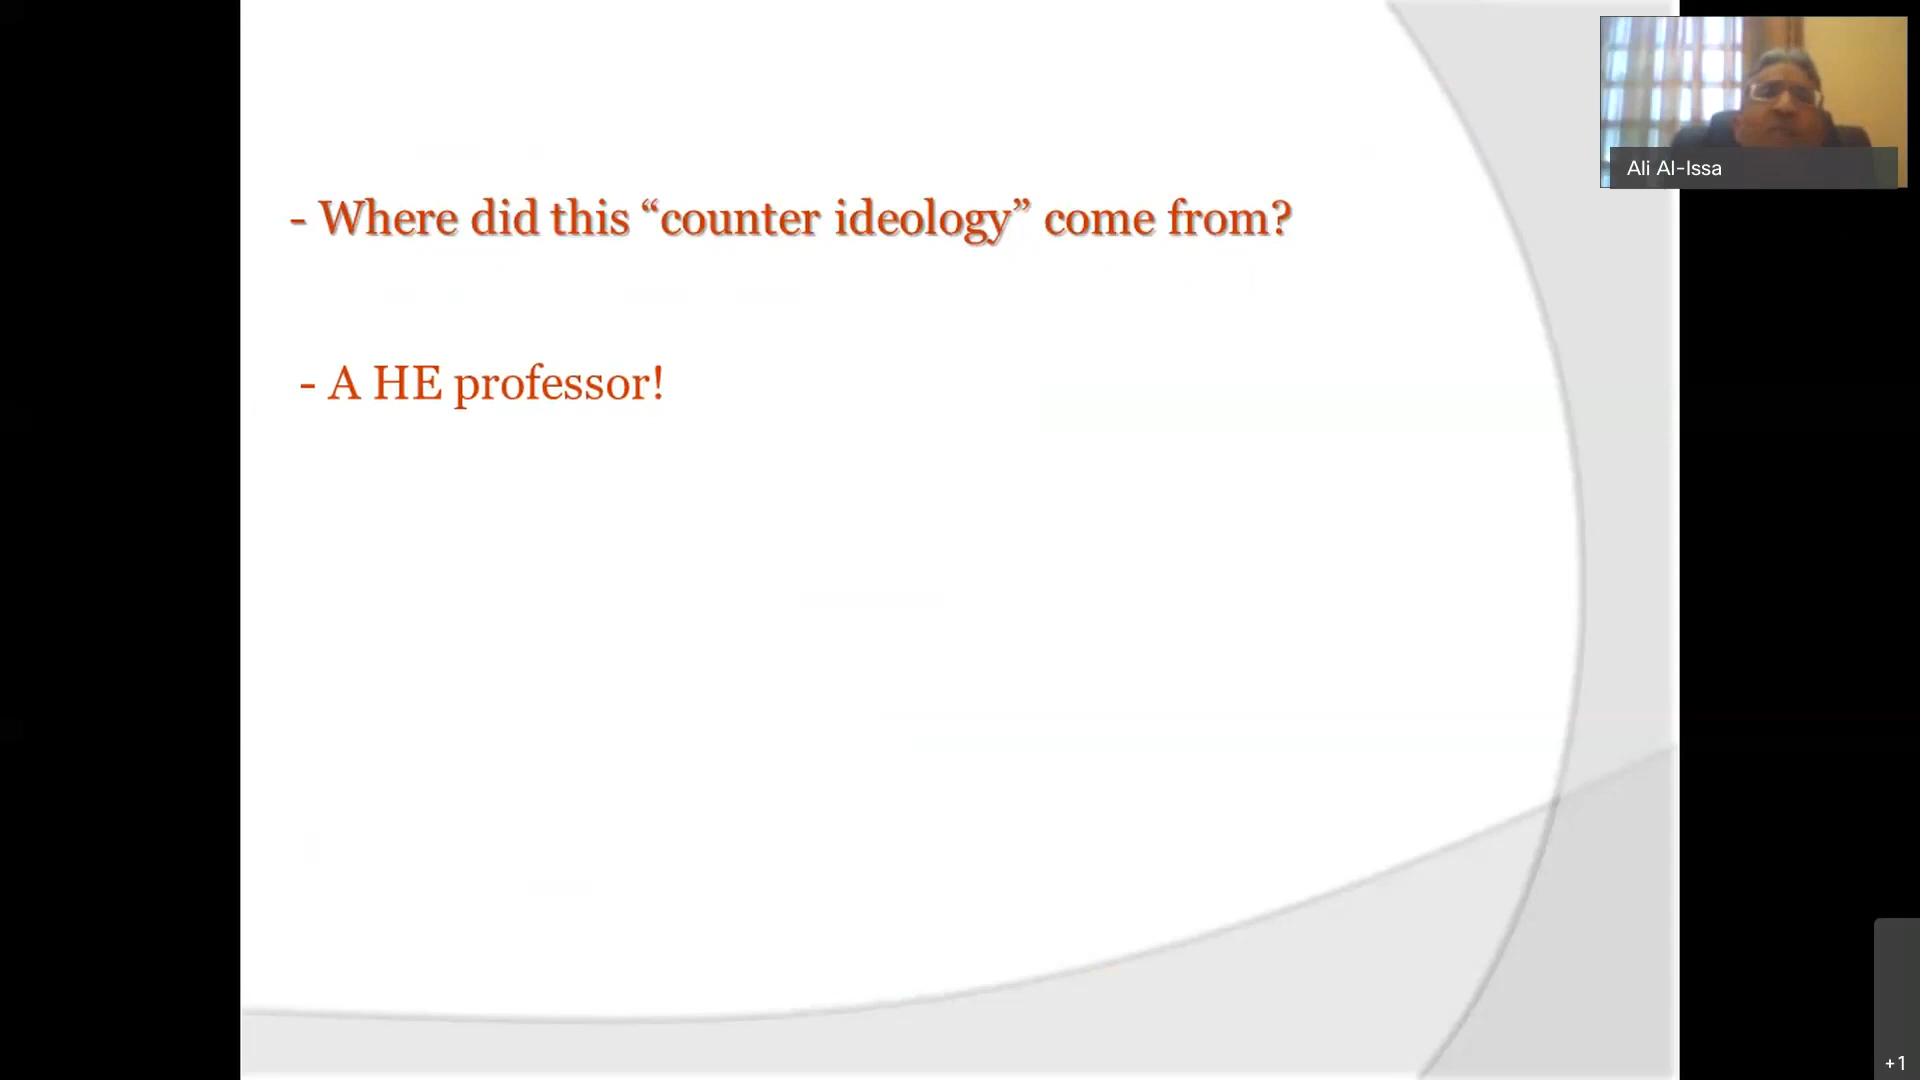 Ali Al-Issa
- Where did this “counter ideology” come from?
- A HE professor!
+1